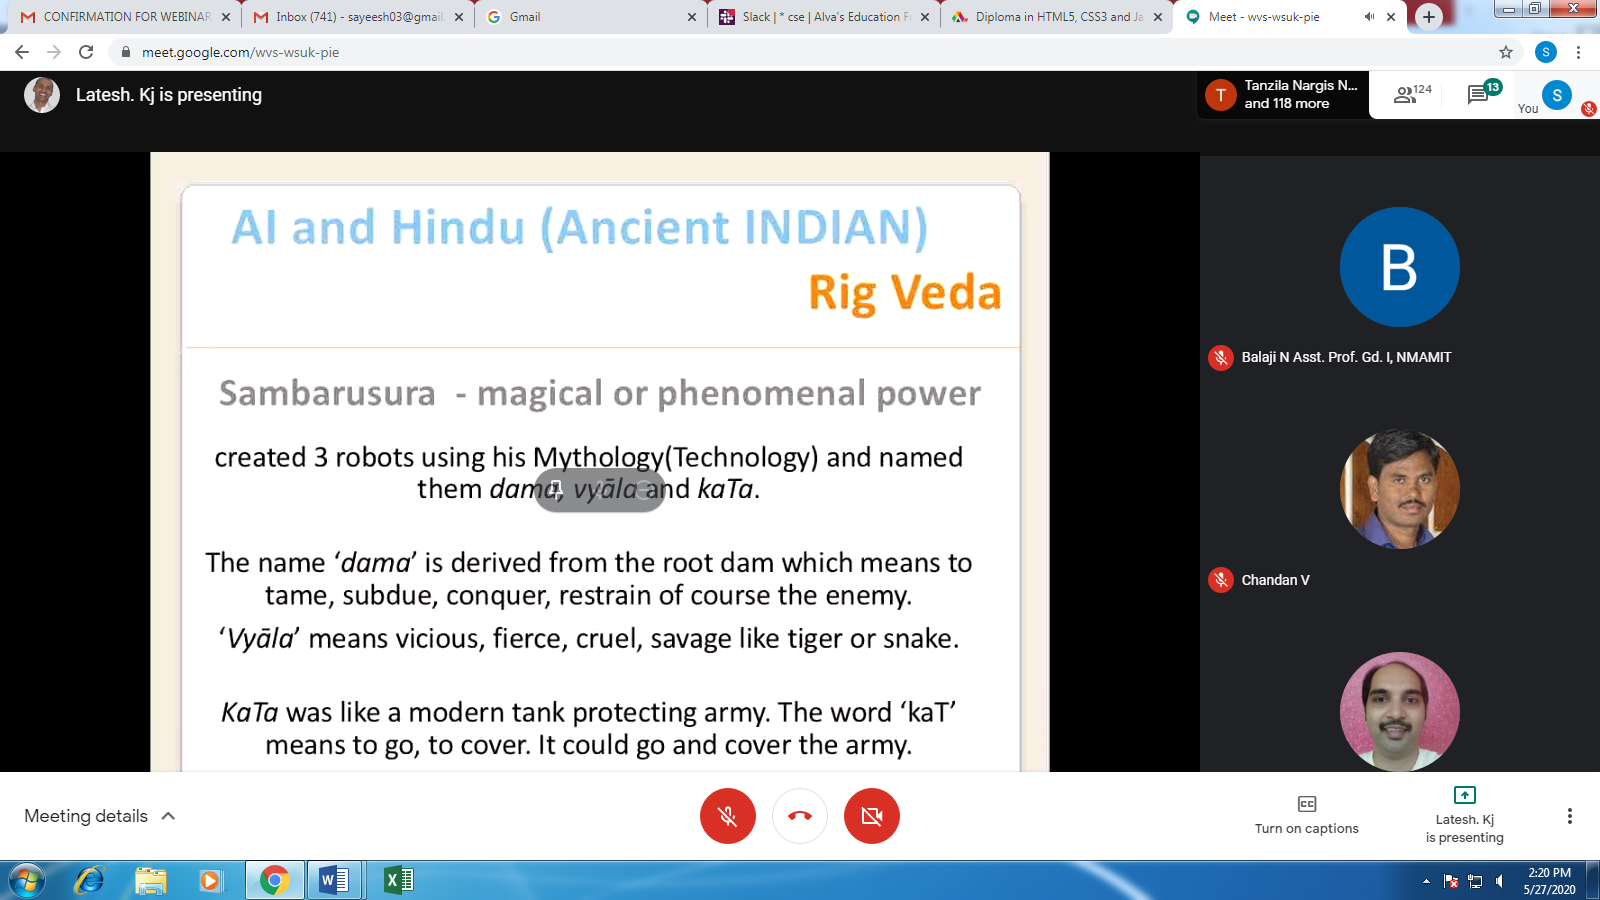 CONFIRMATION FOR WEBINAR
Inbox (741) - sayeesh03@gmail.
Gmail
Slack | * cse | Alva's Education F
Diploma in HTML5, CSS3 and Ja
Meet - wvs-wsuk-pie
meet.google.com/wvs-wsuk-pie
S
Latesh. Kj is presenting
T
Tanzila Nargis N...
and 118 more
124
13
You
S
AI and Hindu (Ancient INDIAN)
Rig Veda
Sambarusura - magical or phenomenal power
created 3 robots using his Mythology(Technology) and named
them dama, vyāla and kaTa.
The name ‘dama’ is derived from the root dam which means to
tame, subdue, conquer, restrain of course the enemy.
‘Vyāla’ means vicious, fierce, cruel, savage like tiger or snake.
KaTa was like a modern tank protecting army. The word ‘kaT’
means to go, to cover. It could go and cover the army.
B
Balaji N Asst. Prof. Gd. I, NMAMIT
Chandan V
Meeting details
CC
Turn on captions
Latesh. Kj
is presenting
2:20 PM
5/27/2020